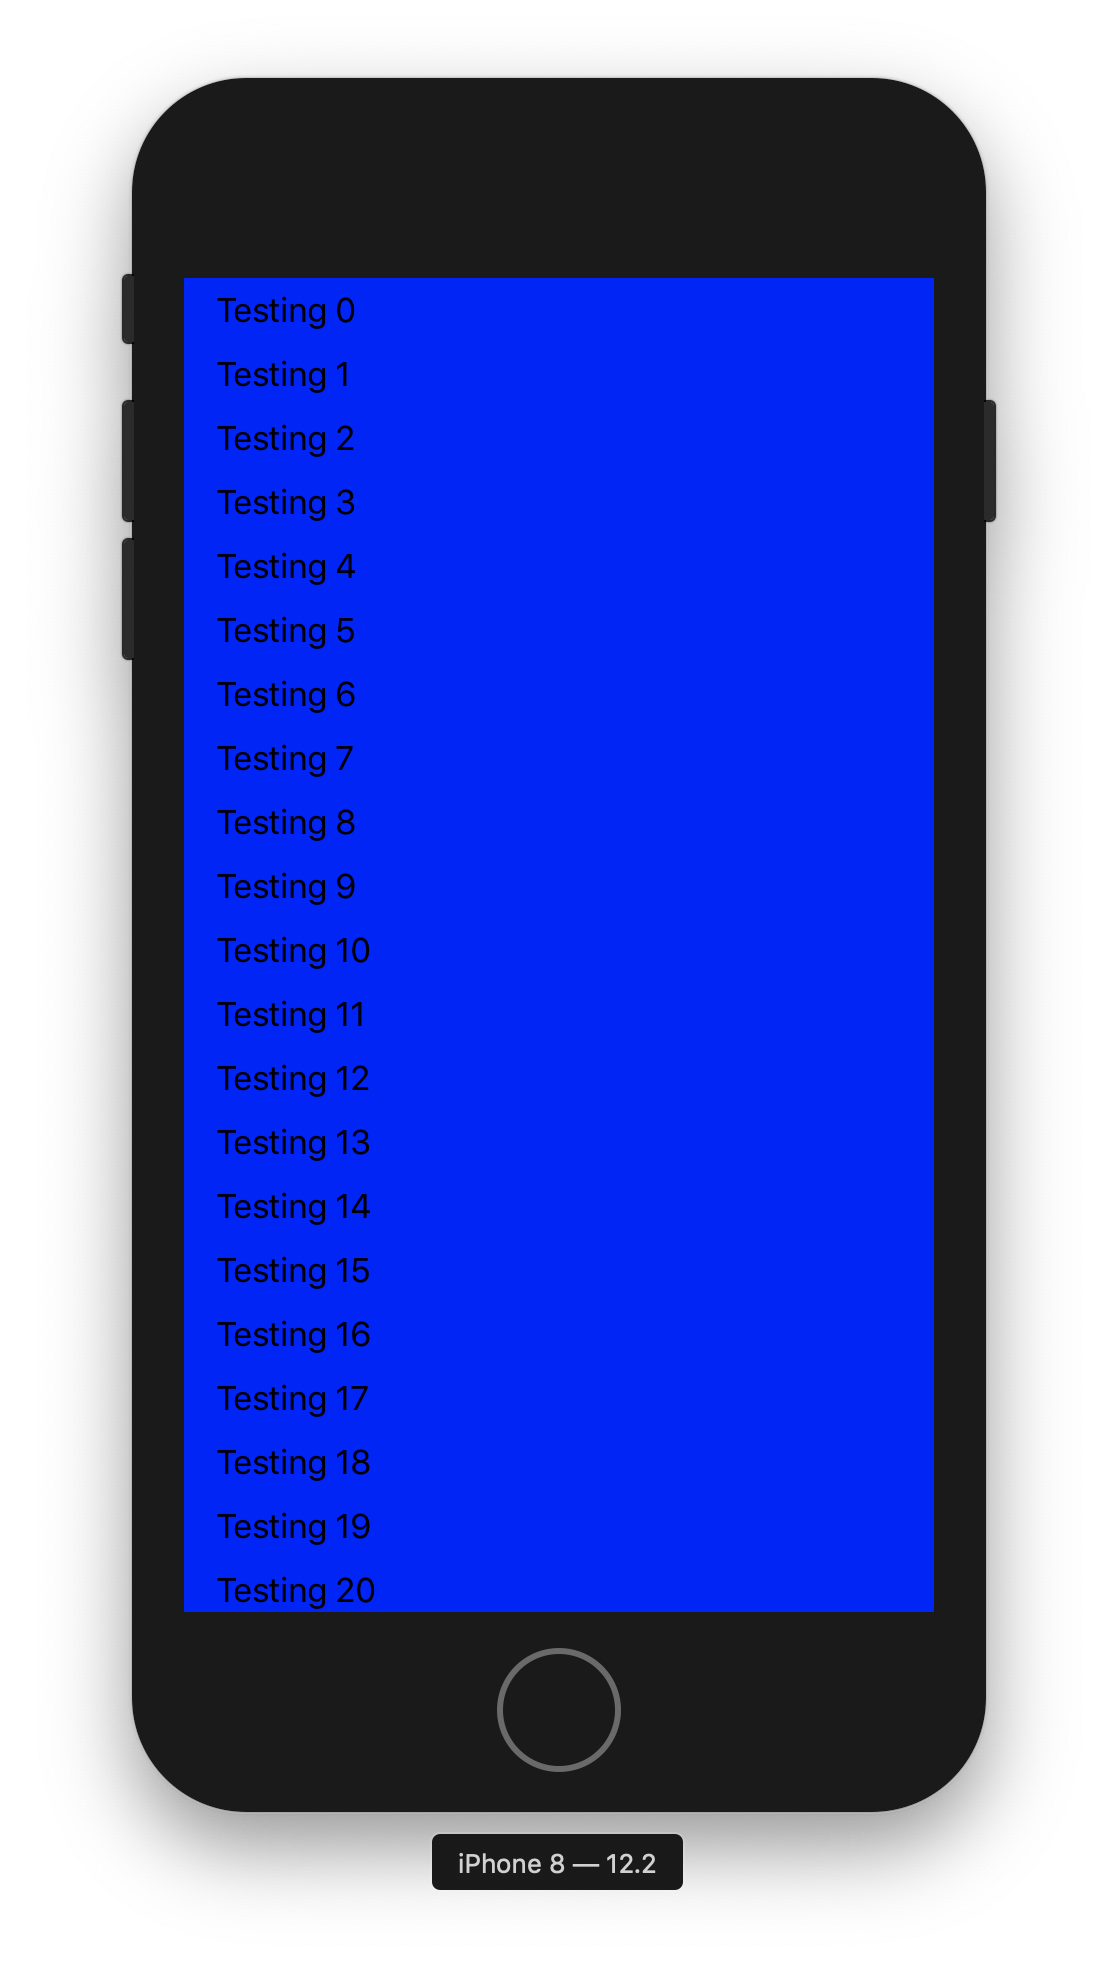 Testing 0
Testing 1
Testing 2
Testing 3
Testing 4
Testing 5
Testing 6
Testing 7
Testing 8
Testing 9
Testing 10
Testing 11
Testing 12
Testing 13
Testing 14
Testing 15
Testing 16
Testing 17
Testing 18
Testing 19
Testing 20
iPhone 8 — 12.2